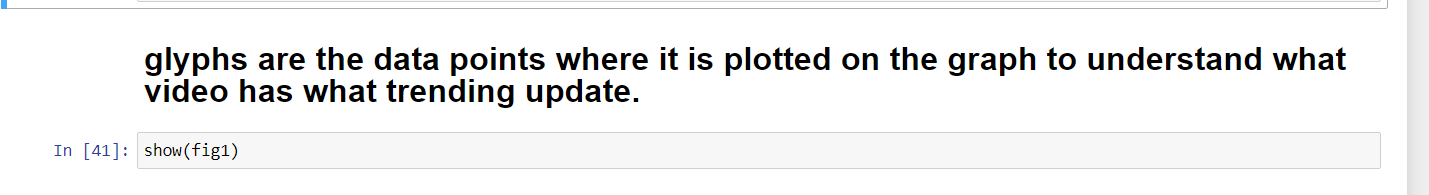 glyphs are the data points where it is plotted on the graph to understand what
video has what trending update.
In [41]: show(fig1)